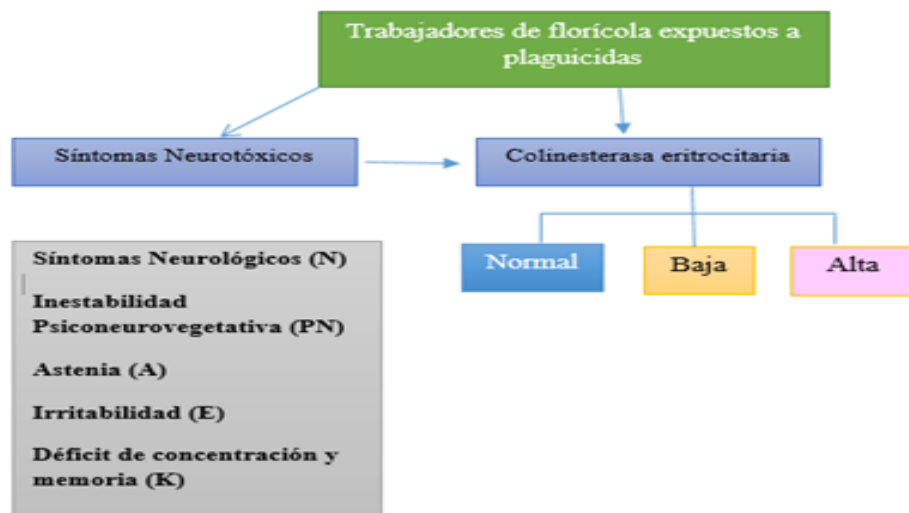 Trabajadores de florícola expuestos a
plaguicidas
Síntomas Neurotóxicos
Colinesterasa eritrocitaria
Normal
Baja
Alta
Síntomas Neurológicos (N)
Inestabilidad
Psiconeurovegetativa (PN)
Astenia (A)
Irritabilidad (E)
Déficit de concentración y
memoria (K)